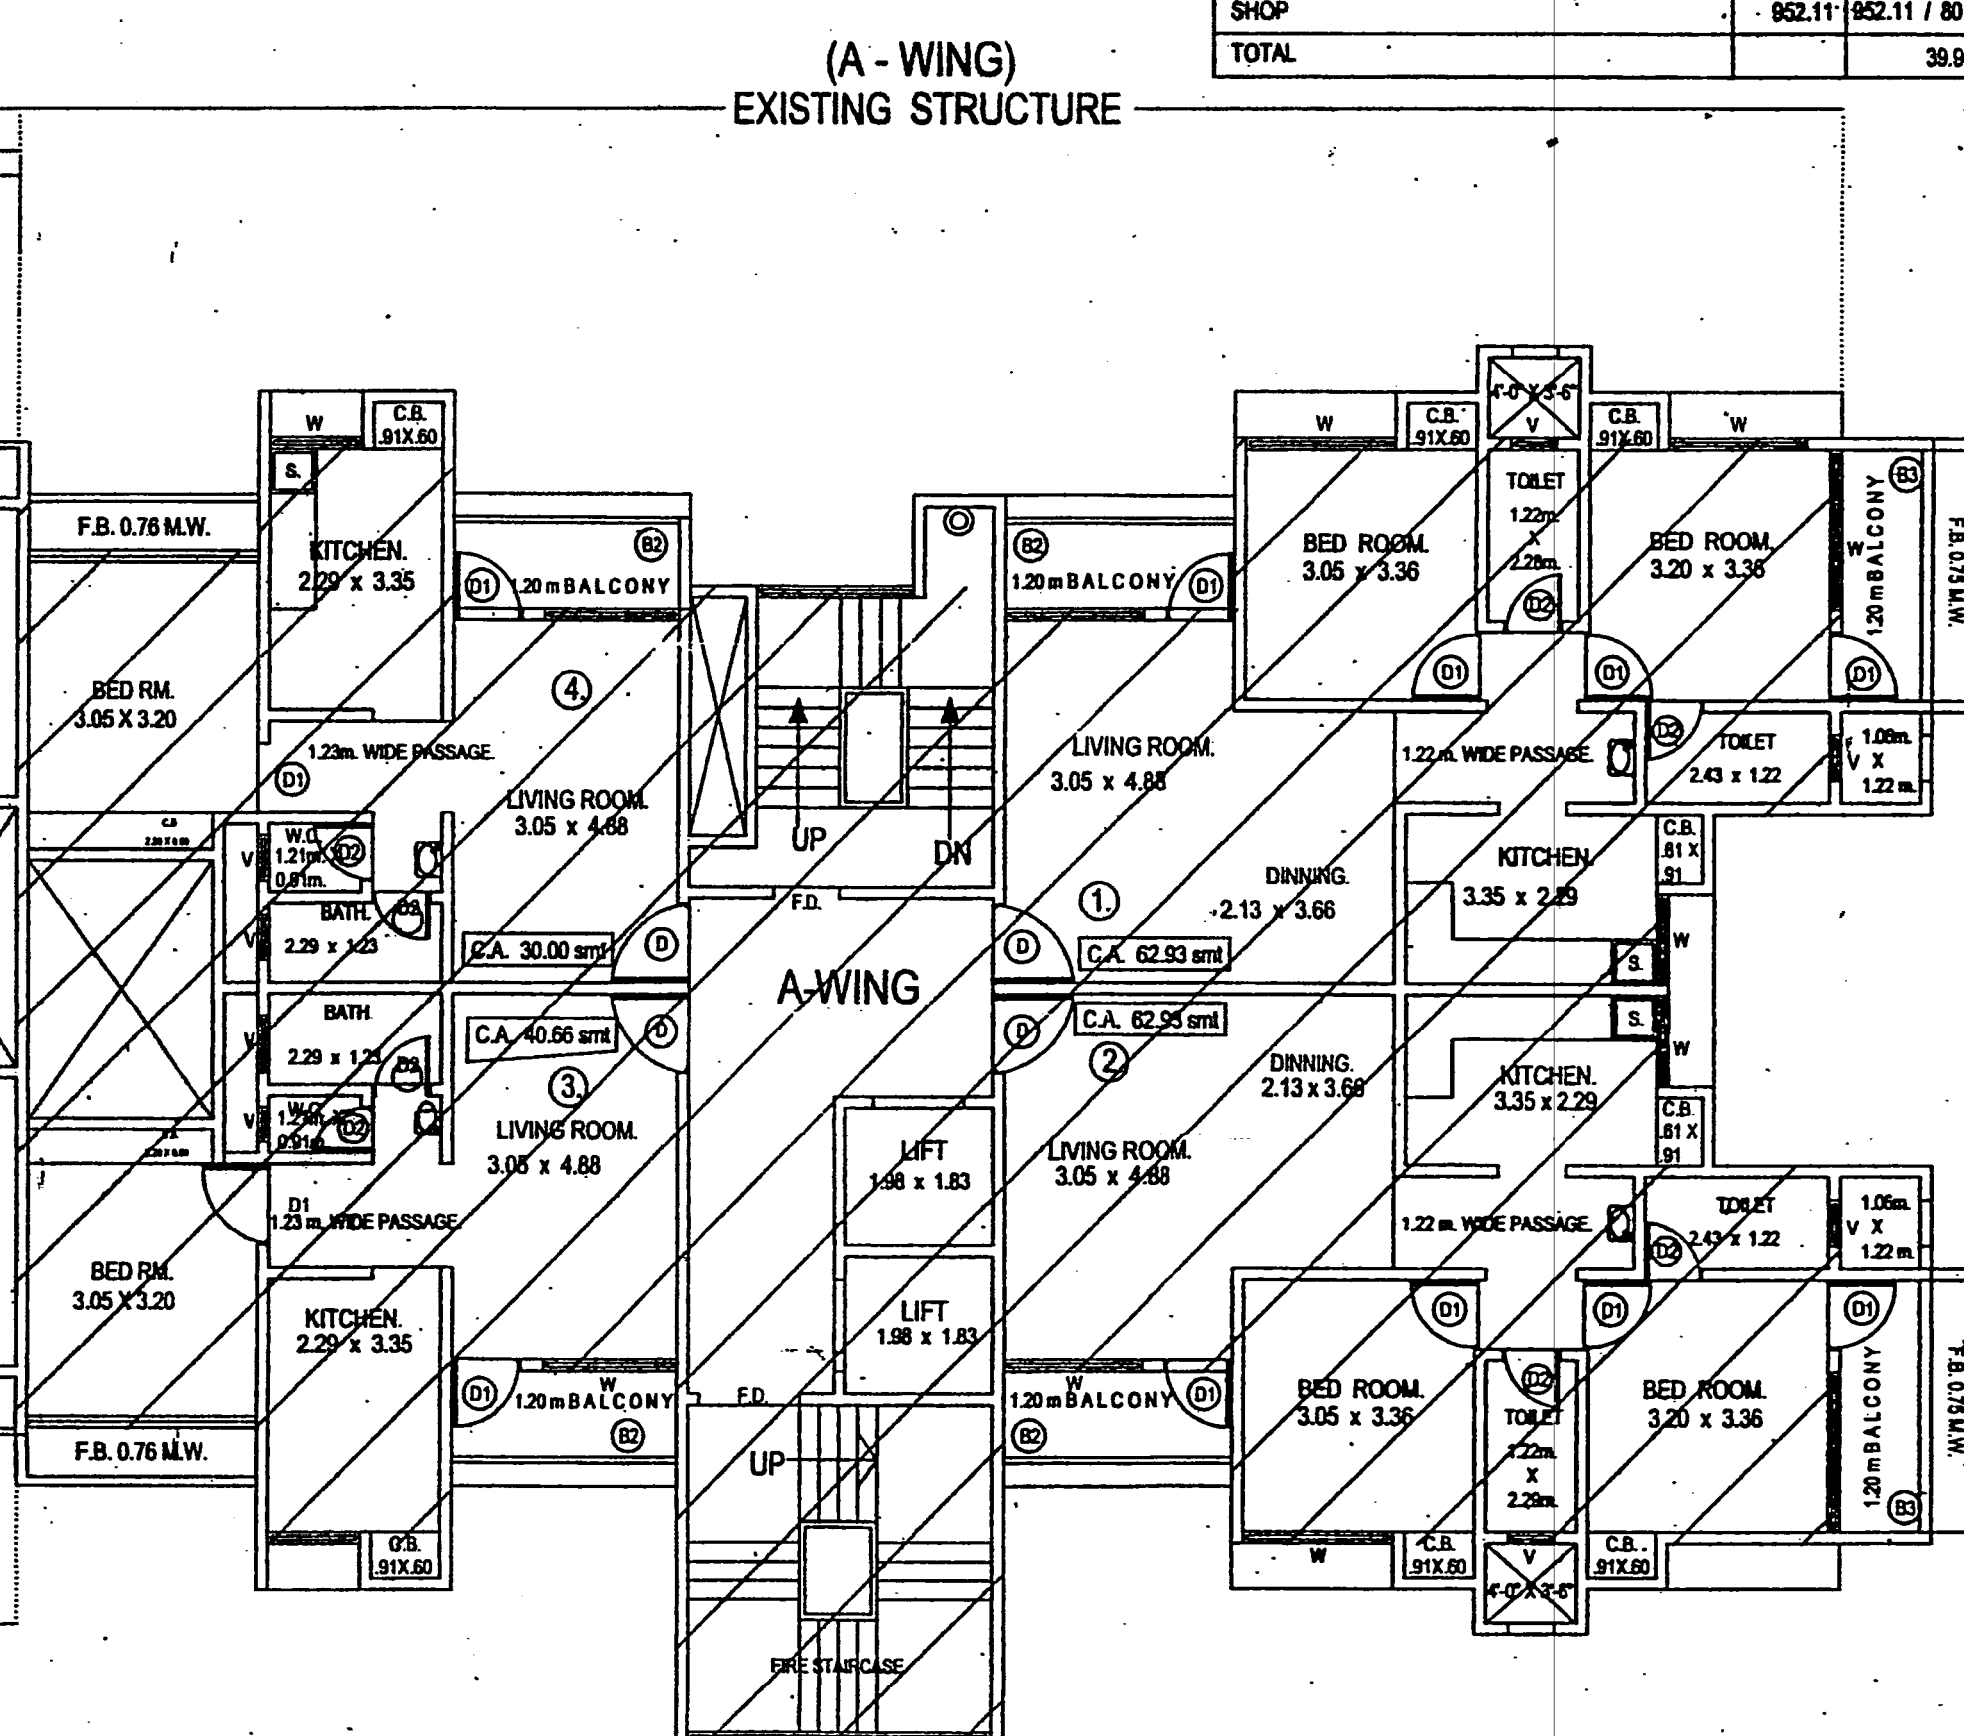 SHOP 952.11 952.11 / 80
TOTAL 39.9
(A - WING)
EXISTING STRUCTURE
4'-0" X 3'-6"
V
W
C.B.
.91X.60
S.
KITCHEN.
2.29 x 3.35
F.B. 0.76 M.W.
BED RM.
3.05 X 3.20
B2
D1
1.20 m BALCONY
4.
1.23m. WIDE PASSAGE.
D1
LIVING ROOM.
3.05 x 4.88
UP
DN
F.D.
B2
1.20 m BALCONY
D1
W
C.B.
.91X.60
C.B.
.91X.60
W
BED ROOM.
3.05 x 3.36
TOILET
1.22m.
X
2.28m.
D2
BED ROOM.
3.20 x 3.36
B3
W
1.20 m BALCONY
F.B. 0.75 M.W.
D1
D1
D1
LIVING ROOM.
3.05 x 4.88
1.22 m. WIDE PASSAGE.
D2
TOILET
2.43 x 1.22
V
1.06m.
X
1.22 m.
C.B.
W.C.
1.21m.
0.91m.
V
D2
BATH.
2.29 x 1.23
D2
V
C.A. 30.00 smt
D
1.
D
C.A. 62.93 smt
DINNING.
2.13 x 3.66
KITCHEN.
3.35 x 2.29
C.B.
.61 X
.91
W
S.
A-WING
BATH
2.29 x 1.23
D2
V
C.A. 40.66 smt
D
3.
D
C.A. 62.93 smt
2.
DINNING.
2.13 x 3.66
S.
W
KITCHEN.
3.35 x 2.29
C.B.
.61 X
.91
W.C.
0.91m.
V
D2
LIVING ROOM.
3.05 x 4.88
LIFT
1.98 x 1.83
LIVING ROOM.
3.05 x 4.88
D1
1.23 m. WIDE PASSAGE.
1.22 m. WIDE PASSAGE.
TOILET
2.43 x 1.22
D2
V
1.06m.
X
1.22 m.
BED RM.
3.05 X 3.20
KITCHEN.
2.29 x 3.35
LIFT
1.98 x 1.83
D1
D1
D1
F.B. 0.76 M.W.
D1
W
1.20 m BALCONY
B2
F.D.
W
1.20 m BALCONY
D1
B2
BED ROOM.
3.05 x 3.36
D2
TOILET
1.22m.
X
2.29m.
BED ROOM.
3.20 x 3.36
1.20 m BALCONY
F.B. 0.75 M.W.
B3
UP
C.B.
.91X.60
W
C.B.
.91X.60
V
4'-0" X 3'-6"
C.B.
.91X.60
FIRE STAIRCASE.